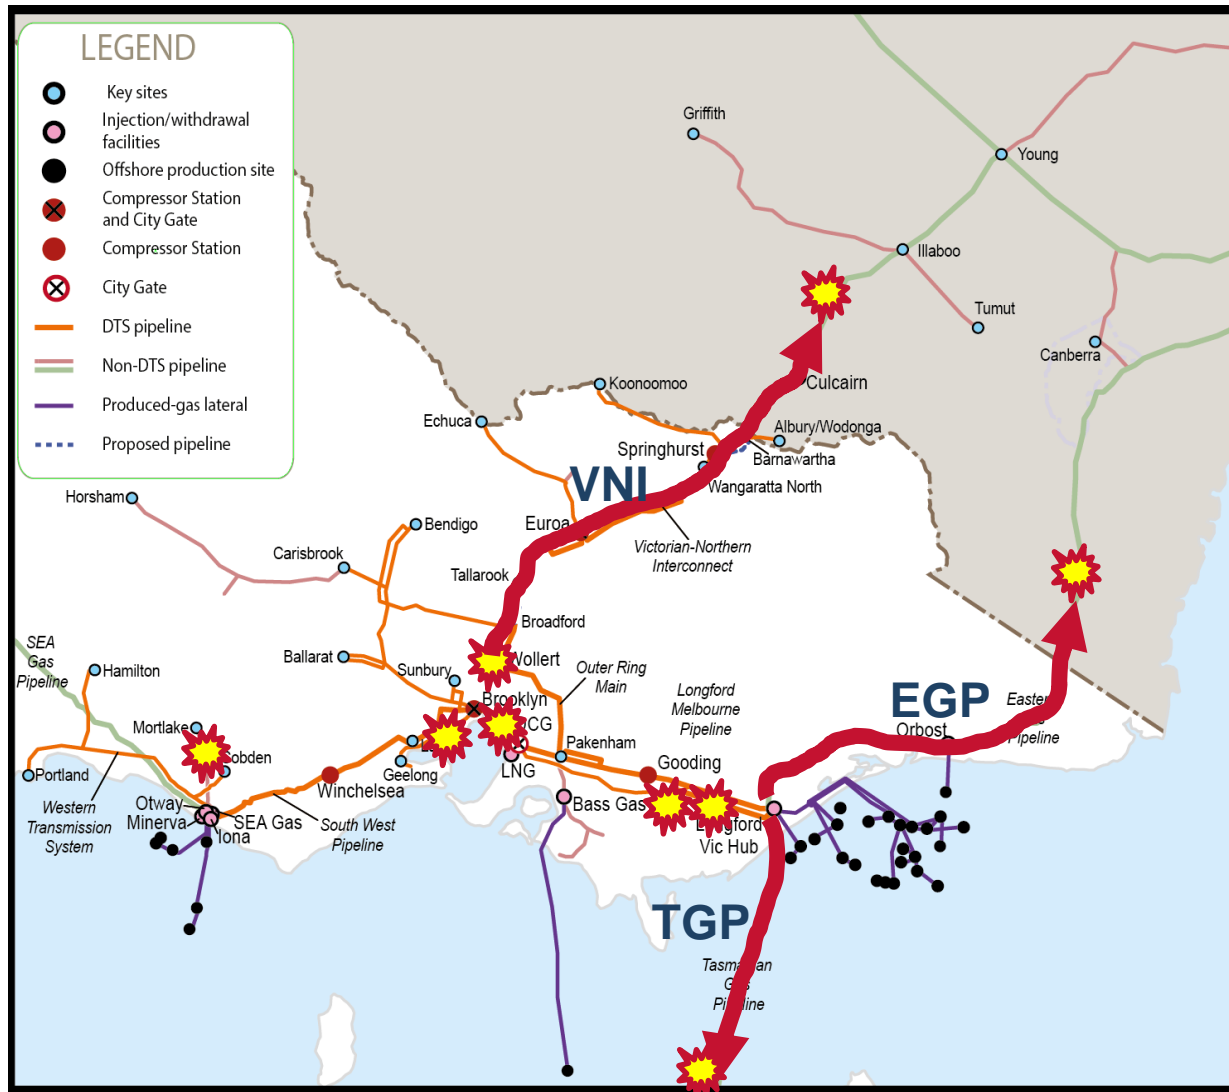 LEGEND
Key sites
Injection/withdrawal
facilities
Offshore production site
Compressor Station
and City Gate
Compressor Station
City Gate
DTS pipeline
Non-DTS pipeline
Produced-gas lateral
Proposed pipeline
Griffith
Young
Illaboo
Tumut
Canberra
Culcairn
Koonoomoo
Echuca
Albury/Wodonga
Springhurst
Barnawartha
VNI
Wangaratta North
Horsham
Bendigo
Euroa
Victorian-Northern
Interconnect
Carisbrook
Tallarook
Broadford
SEA
Gas
Pipeline
Hamilton
Ballarat
Sunbury
Wollert
Outer Ring
Main
Longford
Melbourne
Pipeline
EGP
Brooklyn
CG
Mortlake
Orbost
Pipeline
Pakenham
Gooding
LNG
Geelong
Portland
Winchelsea
Western
Transmission
System
Otway
Minerva
SEA Gas
Iona
South West
Pipeline
Bass Gas
Longford
Vic Hub
TGP
Tasmanian
Gas
Pipeline